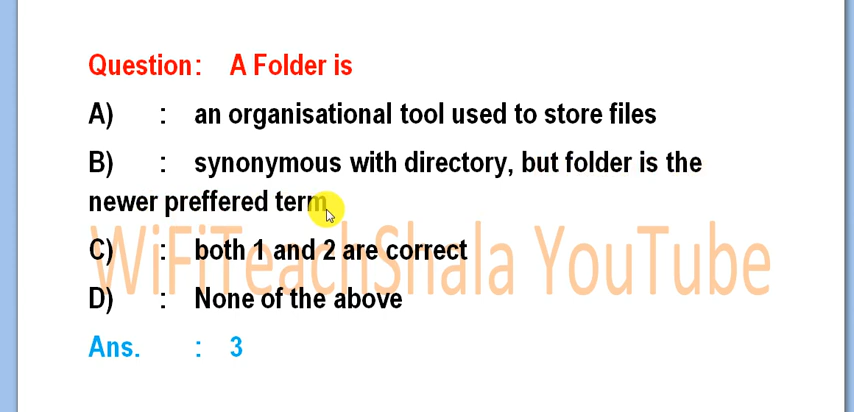 Question: A Folder is
A) : an organisational tool used to store files
B) : synonymous with directory, but folder is the
newer preffered term
C) : both 1 and 2 are correct
D) : None of the above
Ans. : 3
WiFiTeachShala YouTube